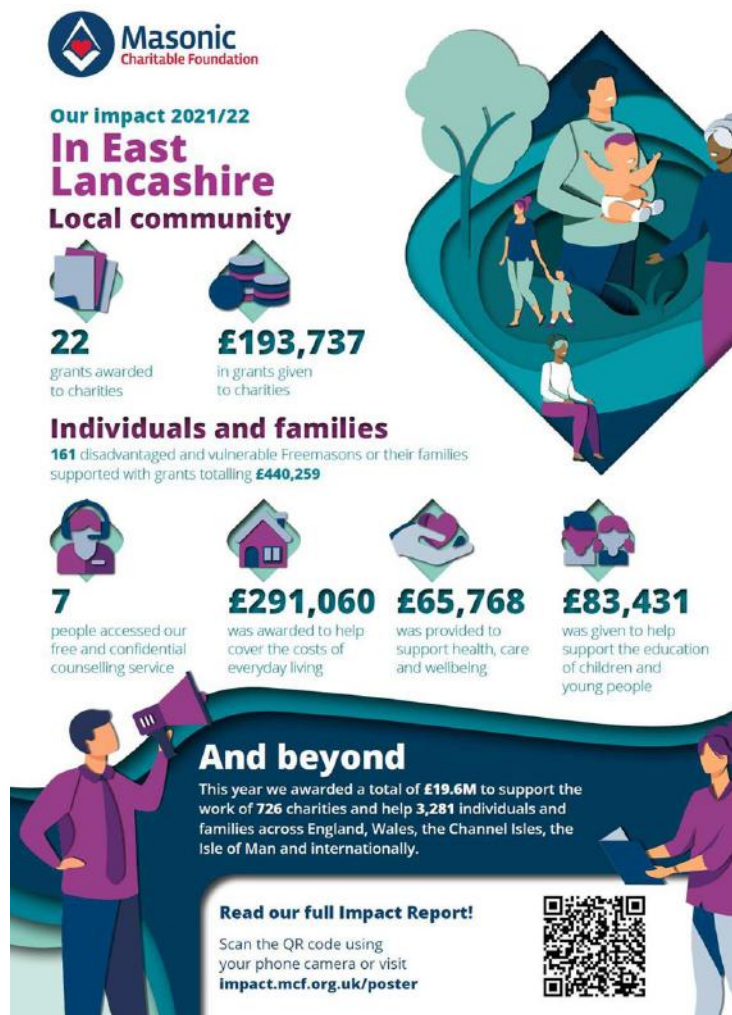 Masonic
Charitable Foundation
Our impact 2021/22
In East
Lancashire
Local community
22
grants awarded
to charities
£193,737
in grants given
to charities
Individuals and families
161 disadvantaged and vulnerable Freemasons or their families
supported with grants totalling £440,259
7
people accessed our
free and confidential
counselling service
£291,060
was awarded to help
cover the costs of
everyday living
£65,768
was provided to
support health, care
and wellbeing
£83,431
was given to help
support the education
of children and
young people
And beyond
This year we awarded a total of £19.6M to support the
work of 726 charities and help 3,281 individuals and
families across England, Wales, the Channel Isles, the
Isle of Man and internationally.
Read our full Impact Report!
Scan the QR code using
your phone camera or visit
impact.mcf.org.uk/poster